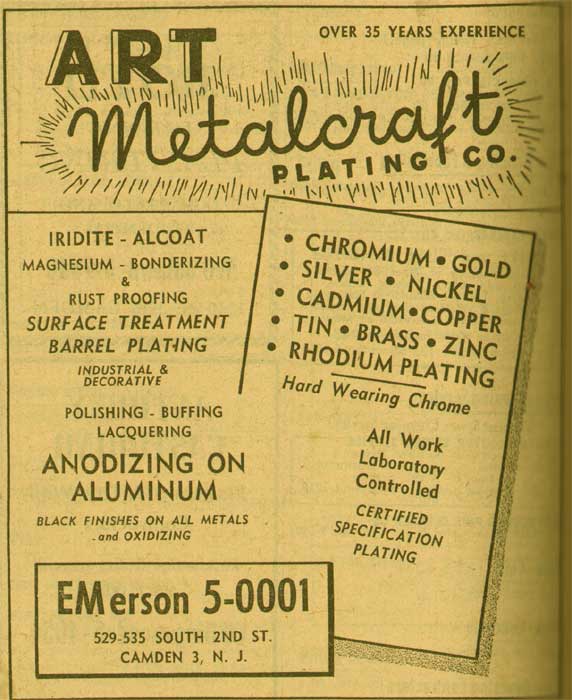 ART
OVER 35 YEARS EXPERIENCE
Metalcraft
PLATING CO.
IRIDITE - ALCOAT
MAGNESIUM - BONDERIZING
&
RUST PROOFING
SURFACE TREATMENT
BARREL PLATING
INDUSTRIAL &
DECORATIVE
POLISHING - BUFFING
LACQUERING
ANODIZING ON
ALUMINUM
BLACK FINISHES ON ALL METALS
- and OXIDIZING
• CHROMIUM • GOLD
• SILVER • NICKEL
• CADMIUM • COPPER
• TIN • BRASS • ZINC
• RHODIUM PLATING
Hard Wearing Chrome
All Work
Laboratory
Controlled
CERTIFIED
SPECIFICATION
PLATING
EMerson 5-0001
529-535 SOUTH 2ND ST.
CAMDEN 3, N. J.